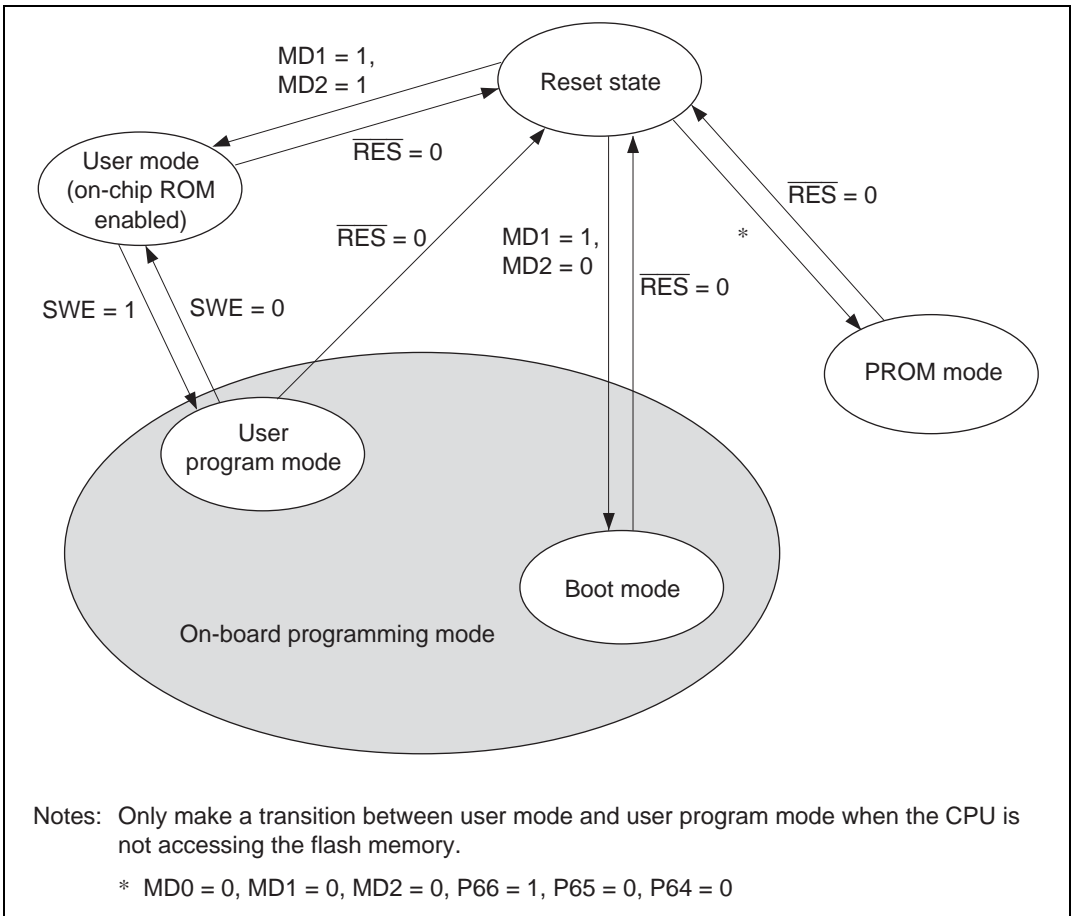 MD1 = 1,
MD2 = 1
Reset state
RES = 0
User mode
(on-chip ROM
enabled)
RES = 0
MD1 = 1,
MD2 = 0
*
RES = 0
RES = 0
SWE = 1
SWE = 0
PROM mode
User
program mode
Boot mode
On-board programming mode
Notes: Only make a transition between user mode and user program mode when the CPU is
not accessing the flash memory.
* MD0 = 0, MD1 = 0, MD2 = 0, P66 = 1, P65 = 0, P64 = 0